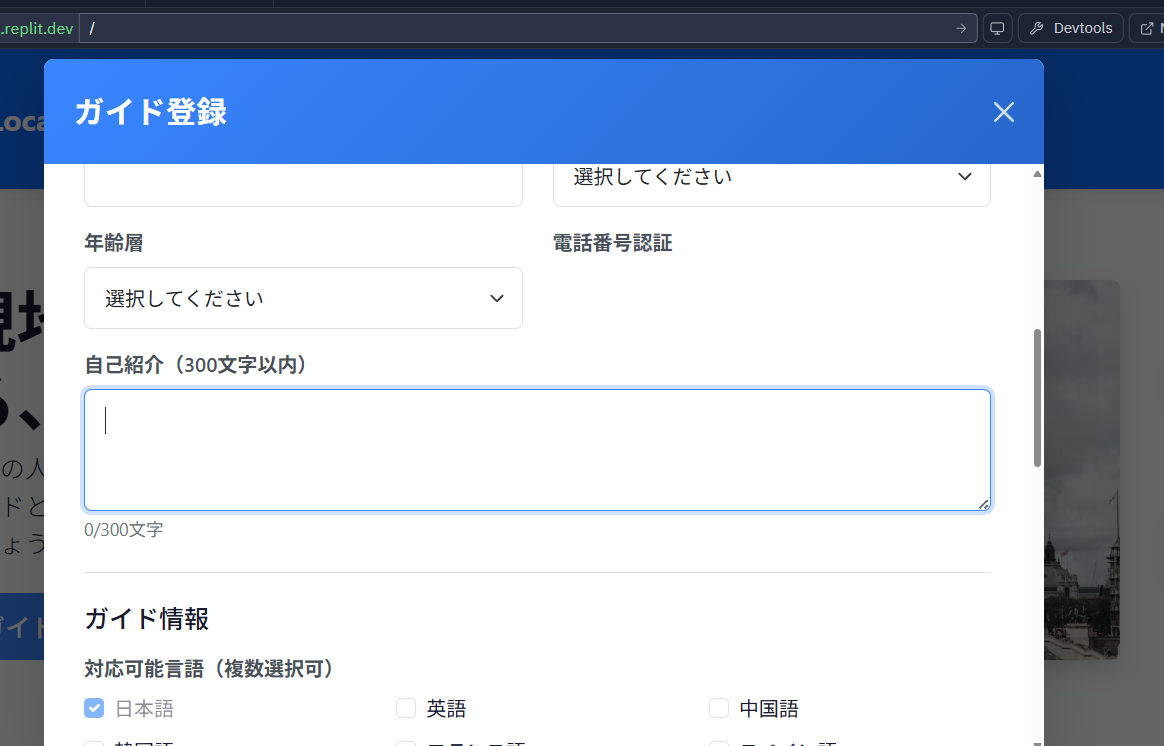 .replit.dev / Devtools
ガイド登録
選択してください
年齢層 電話番号認証
選択してください
自己紹介（300文字以内）
0/300文字
ガイド情報
対応可能言語（複数選択可）
日本語 英語 中国語